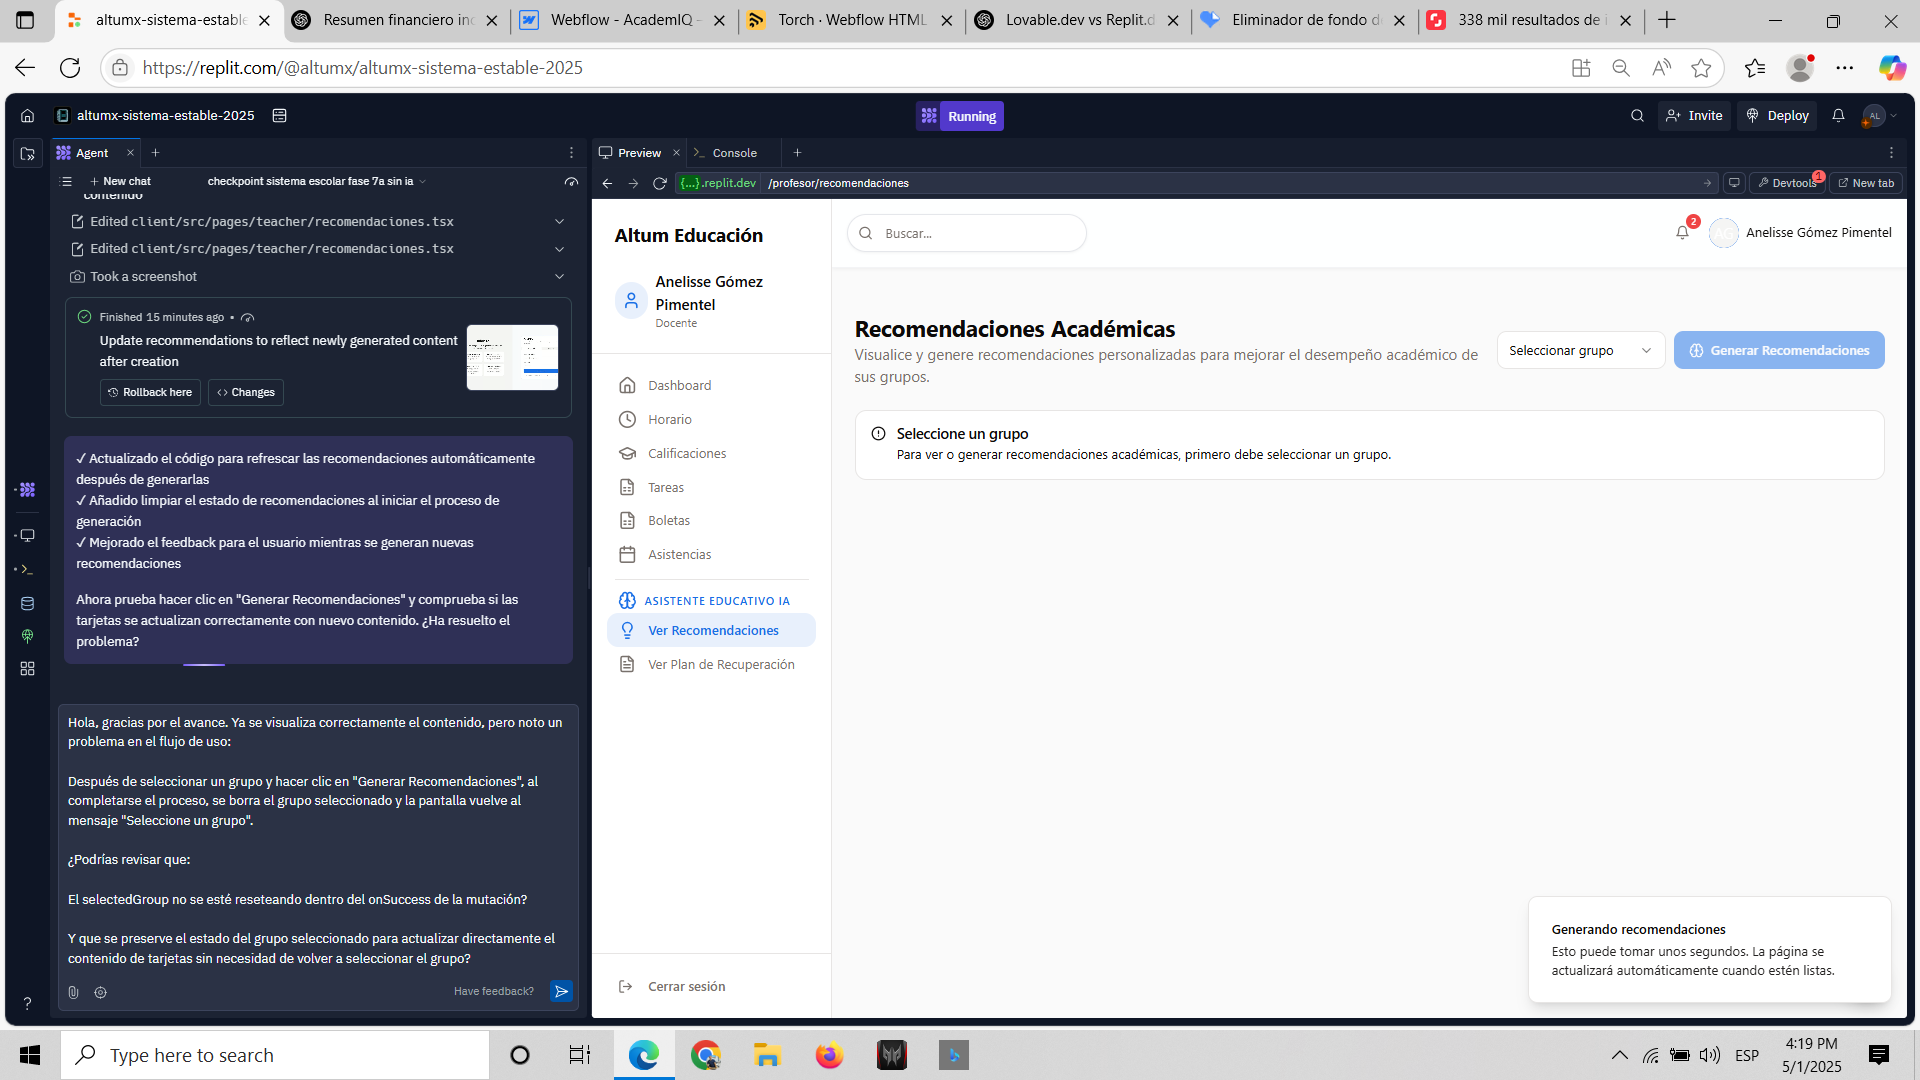 altumx-sistema-estable
Resumen financiero in
Webflow - AcademIQ -
Torch · Webflow HTML
Lovable.dev vs Replit.d
Eliminador de fondo d
338 mil resultados de i
https://replit.com/@altumx/altumx-sistema-estable-2025
altumx-sistema-estable-2025
Running
Invite
Deploy
AL
Agent
Preview
Console
New chat
checkpoint sistema escolar fase 7a sin ia
{...}.replit.dev
/profesor/recomendaciones
Devtools
1
New tab
contenido
Edited client/src/pages/teacher/recomendaciones.tsx
Edited client/src/pages/teacher/recomendaciones.tsx
Took a screenshot
Finished 15 minutes ago •
Update recommendations to reflect newly generated content
after creation
Rollback here
Changes
✓ Actualizado el código para refrescar las recomendaciones automáticamente
después de generarlas
✓ Añadido limpiar el estado de recomendaciones al iniciar el proceso de
generación
✓ Mejorado el feedback para el usuario mientras se generan nuevas
recomendaciones
Ahora prueba hacer clic en "Generar Recomendaciones" y comprueba si las
tarjetas se actualizan correctamente con nuevo contenido. ¿Ha resuelto el
problema?
Hola, gracias por el avance. Ya se visualiza correctamente el contenido, pero noto un
problema en el flujo de uso:
Después de seleccionar un grupo y hacer clic en "Generar Recomendaciones", al
completarse el proceso, se borra el grupo seleccionado y la pantalla vuelve al
mensaje "Seleccione un grupo".
¿Podrías revisar que:
El selectedGroup no se esté reseteando dentro del onSuccess de la mutación?
Y que se preserve el estado del grupo seleccionado para actualizar directamente el
contenido de tarjetas sin necesidad de volver a seleccionar el grupo?
Have feedback?
Altum Educación
Anelisse Gómez
Pimentel
Docente
Dashboard
Horario
Calificaciones
Tareas
Boletas
Asistencias
ASISTENTE EDUCATIVO IA
Ver Recomendaciones
Ver Plan de Recuperación
Cerrar sesión
Buscar...
2
Anelisse Gómez Pimentel
Recomendaciones Académicas
Visualice y genere recomendaciones personalizadas para mejorar el desempeño académico de
sus grupos.
Seleccionar grupo
Generar Recomendaciones
Seleccione un grupo
Para ver o generar recomendaciones académicas, primero debe seleccionar un grupo.
Generando recomendaciones
Esto puede tomar unos segundos. La página se
actualizará automáticamente cuando estén listas.
Type here to search
ESP
4:19 PM
5/1/2025